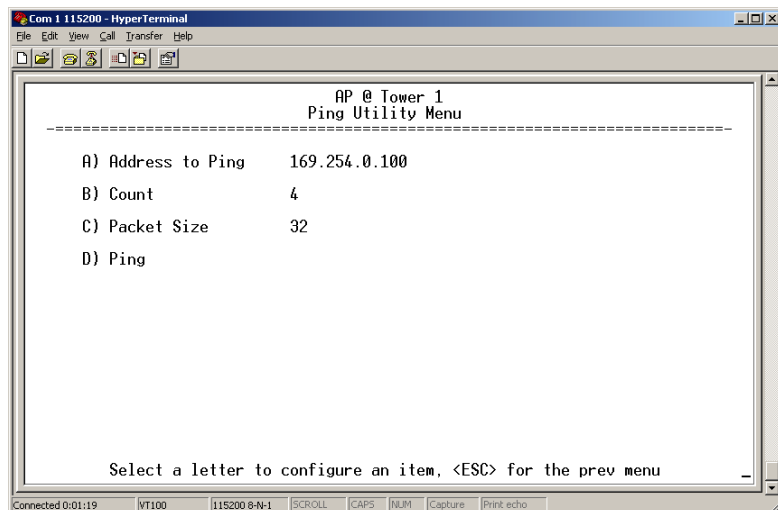 Com 1 115200 - HyperTerminal
File Edit View Call Transfer Help
AP @ Tower 1
Ping Utility Menu
-==========================================================================-
A) Address to Ping 169.254.0.100
B) Count 4
C) Packet Size 32
D) Ping
Select a letter to configure an item, <ESC> for the prev menu
Connected 0:01:19 VT100 115200 8-N-1 SCROLL CAPS NUM Capture Print echo